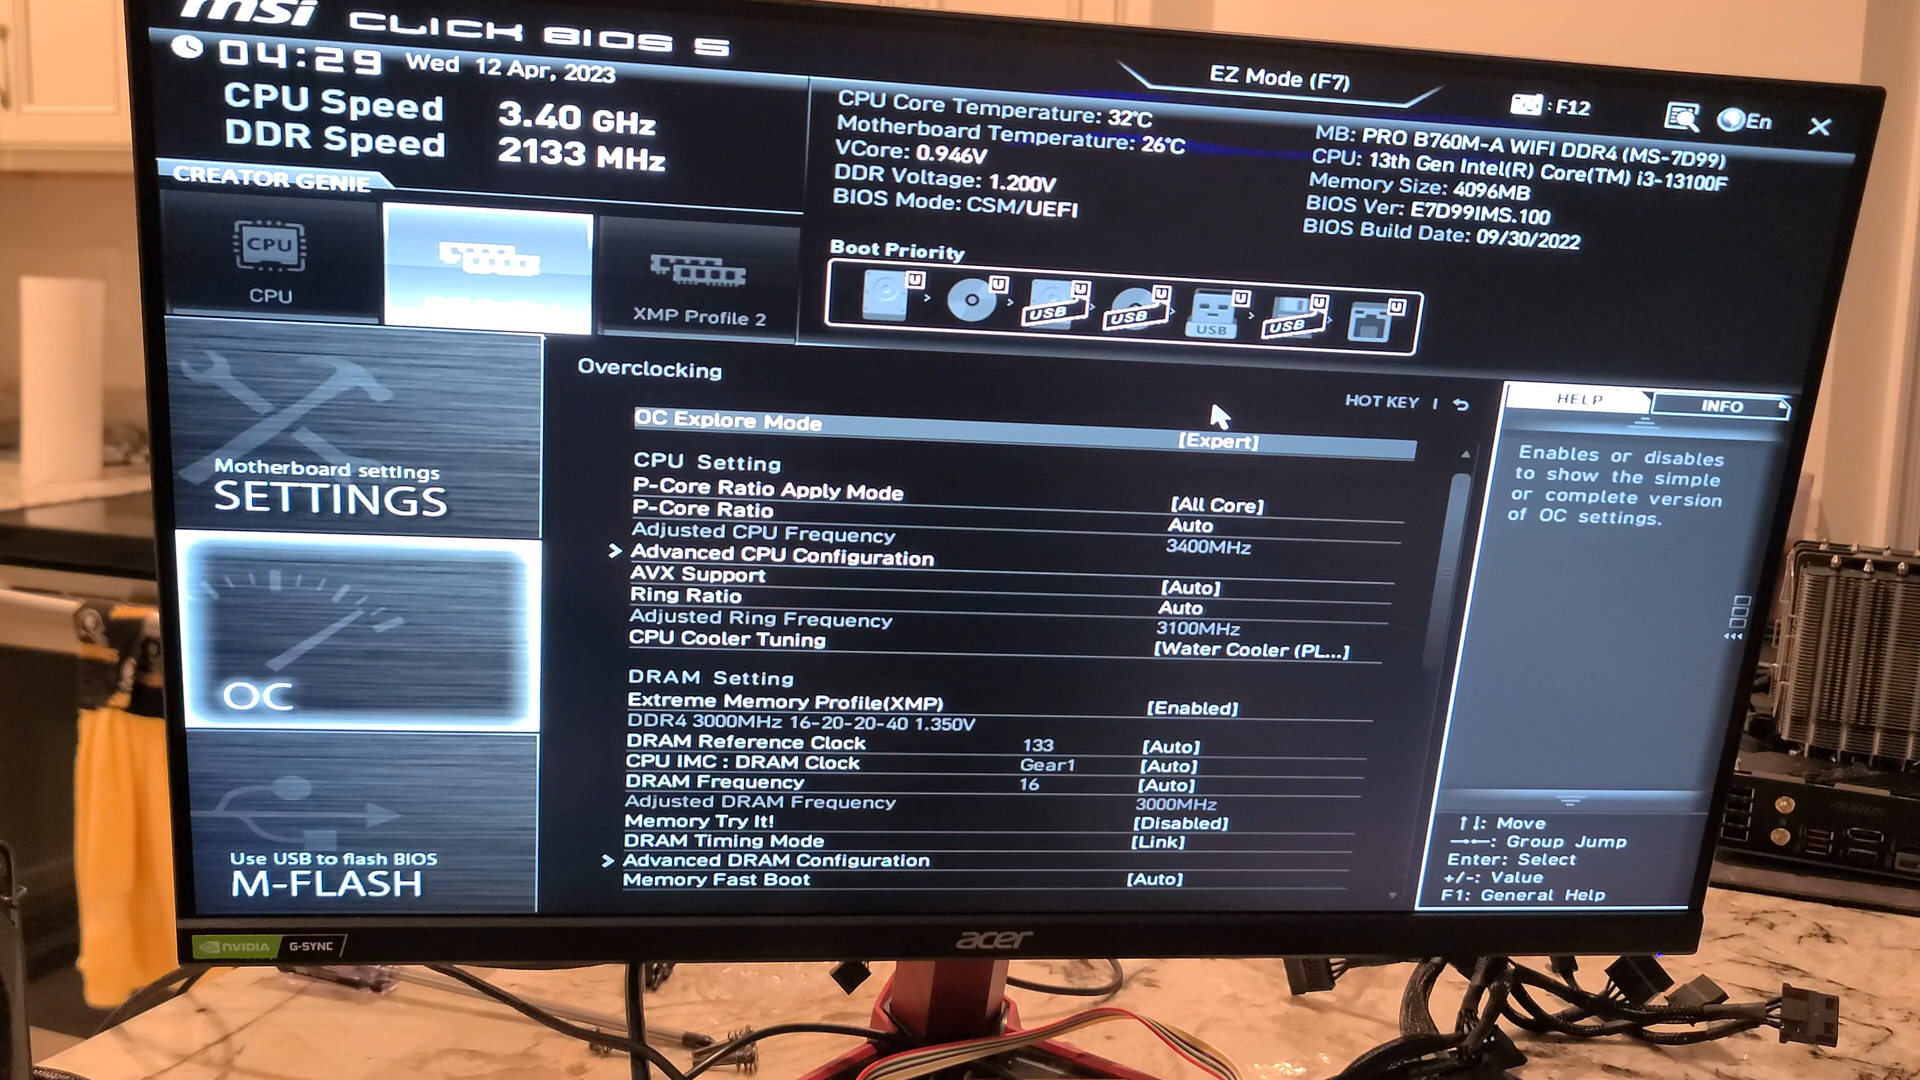 msi CLICK BIOS 5
04:29 Wed 12 Apr, 2023
EZ Mode (F7)
: F12
En
CPU Speed 3.40 GHz
DDR Speed 2133 MHz
CREATOR GENIE
CPU
CPU
XMP Profile 2
CPU Core Temperature: 32°C
Motherboard Temperature: 26°C
VCore: 0.946V
DDR Voltage: 1.200V
BIOS Mode: CSM/UEFI
MB: PRO B760M-A WIFI DDR4 (MS-7D99)
CPU: 13th Gen Intel(R) Core(TM) i3-13100F
Memory Size: 4096MB
BIOS Ver: E7D99IMS.100
BIOS Build Date: 09/30/2022
Boot Priority
U U U U U U U
USB USB USB USB
Motherboard settings
SETTINGS
OC
Use USB to flash BIOS
M-FLASH
Overclocking
HOT KEY
OC Explore Mode [Expert]
CPU Setting
P-Core Ratio Apply Mode [All Core]
P-Core Ratio Auto
Adjusted CPU Frequency 3400MHz
> Advanced CPU Configuration
AVX Support [Auto]
Ring Ratio Auto
Adjusted Ring Frequency 3100MHz
CPU Cooler Tuning [Water Cooler (PL...]
DRAM Setting
Extreme Memory Profile(XMP) [Enabled]
DDR4 3000MHz 16-20-20-40 1.350V
DRAM Reference Clock 133 [Auto]
CPU IMC : DRAM Clock Gear1 [Auto]
DRAM Frequency 16 [Auto]
Adjusted DRAM Frequency 3000MHz
Memory Try It! [Disabled]
DRAM Timing Mode [Link]
> Advanced DRAM Configuration
Memory Fast Boot [Auto]
HELP
INFO
Enables or disables
to show the simple
or complete version
of OC settings.
↑↓: Move
→←: Group Jump
Enter: Select
+/-: Value
F1: General Help
NVIDIA G-SYNC
acer